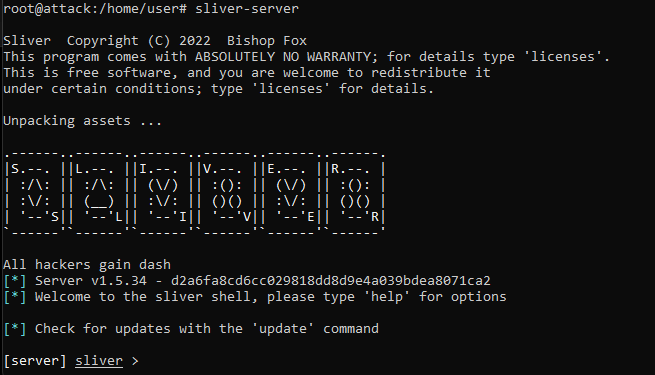 root@attack:/home/user# sliver-server
Sliver  Copyright (C) 2022  Bishop Fox
This program comes with ABSOLUTELY NO WARRANTY; for details type 'licenses'.
This is free software, and you are welcome to redistribute it
under certain conditions; type 'licenses' for details.
Unpacking assets ...
.------..------..------..------..------..------.
|S.--. ||L.--. ||I.--. ||V.--. ||E.--. ||R.--. |
| :/\: || :/\: || (\/) || :(): || (\/) || :(): |
| :\/: || (__) || :\/: || ()() || :\/: || ()() |
| '--'S|| '--'L|| '--'I|| '--'V|| '--'E|| '--'R|
`------'`------'`------'`------'`------'`------'
All hackers gain dash
[*] Server v1.5.34 - d2a6fa8cd6cc029818dd8d9e4a039bdea8071ca2
[*] Welcome to the sliver shell, please type 'help' for options
[*] Check for updates with the 'update' command
[server] sliver >